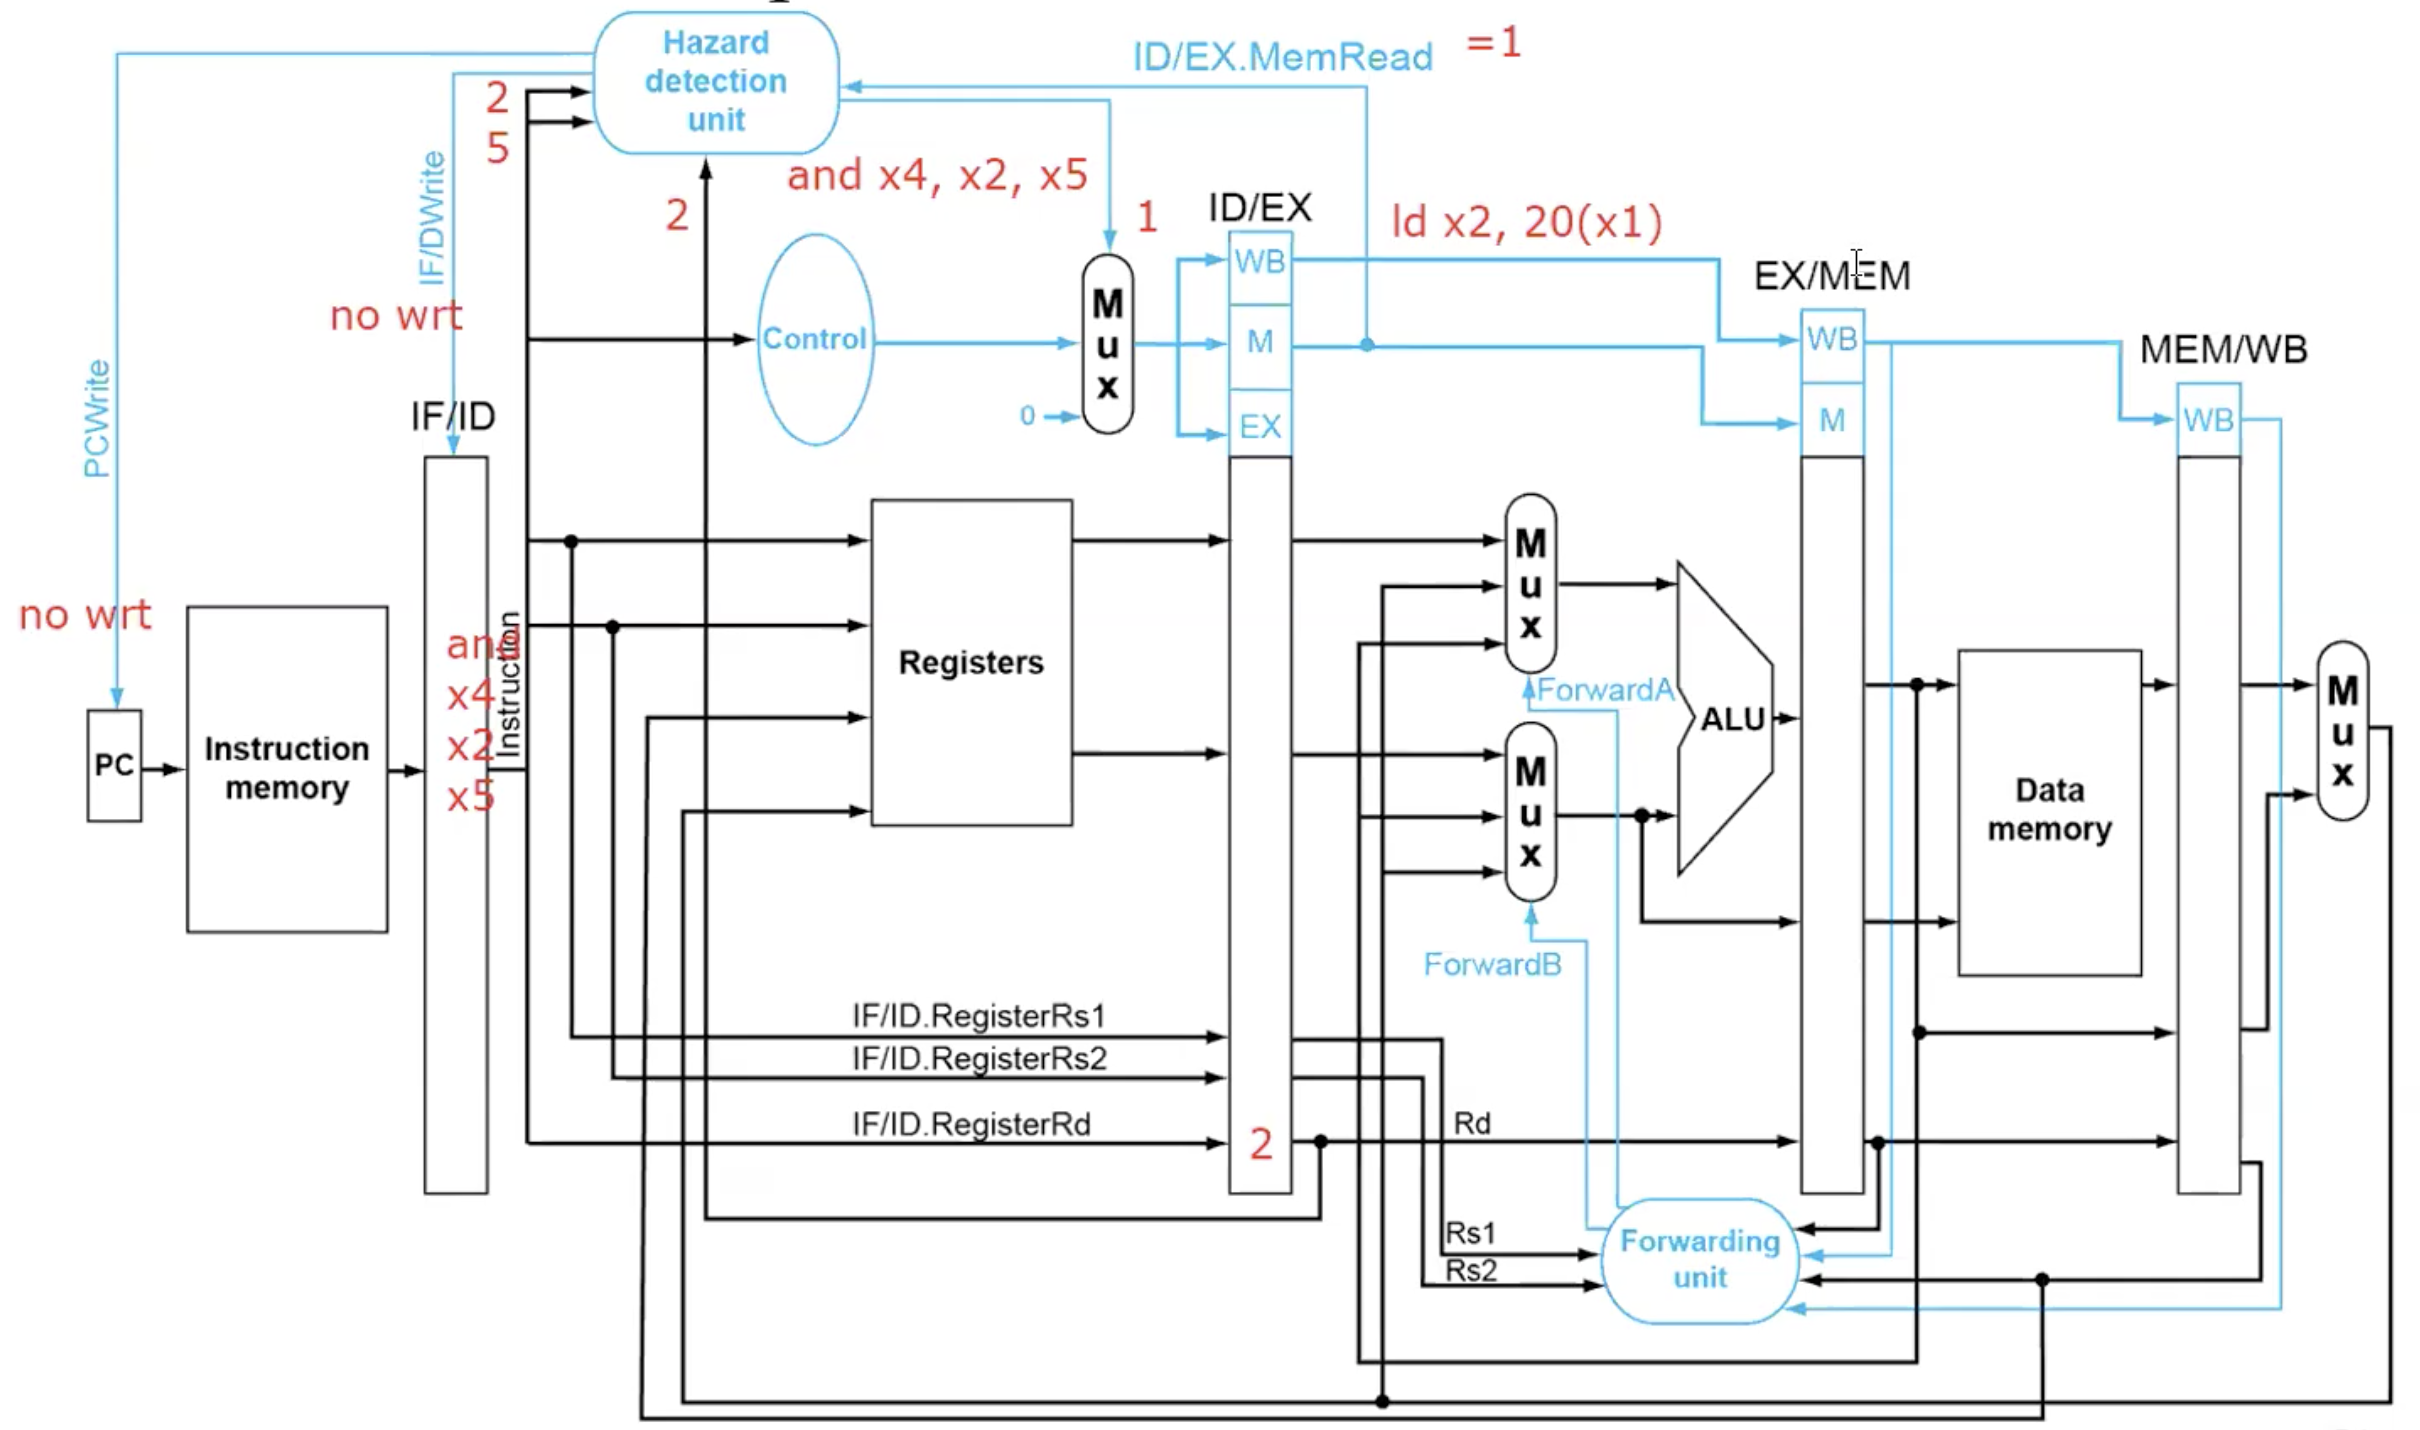 Hazard
detection
unit
ID/EX.MemRead
=1
2
5
IF/DWrite
and x4, x2, x5
2
1
ID/EX
ld x2, 20(x1)
WB
EX/MEM
no wrt
Control
M
u
x
M
WB
MEM/WB
0
EX
M
WB
PCWrite
IF/ID
no wrt
PC
Instruction
memory
and
x4
x2
x5
Instruction
Registers
M
u
x
ForwardA
M
u
x
ForwardB
ALU
Data
memory
M
u
x
IF/ID.RegisterRs1
IF/ID.RegisterRs2
IF/ID.RegisterRd
2
Rd
Rs1
Rs2
Forwarding
unit